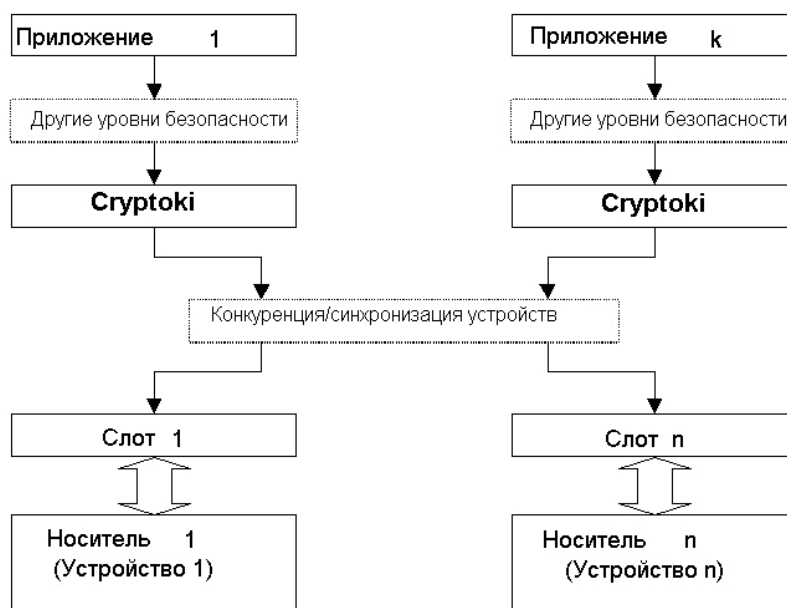 Приложение 1
Приложение k
Другие уровни безопасности
Другие уровни безопасности
Cryptoki
Cryptoki
Конкуренция/синхронизация устройств
Слот 1
Слот n
Носитель 1
(Устройство 1)
Носитель n
(Устройство n)